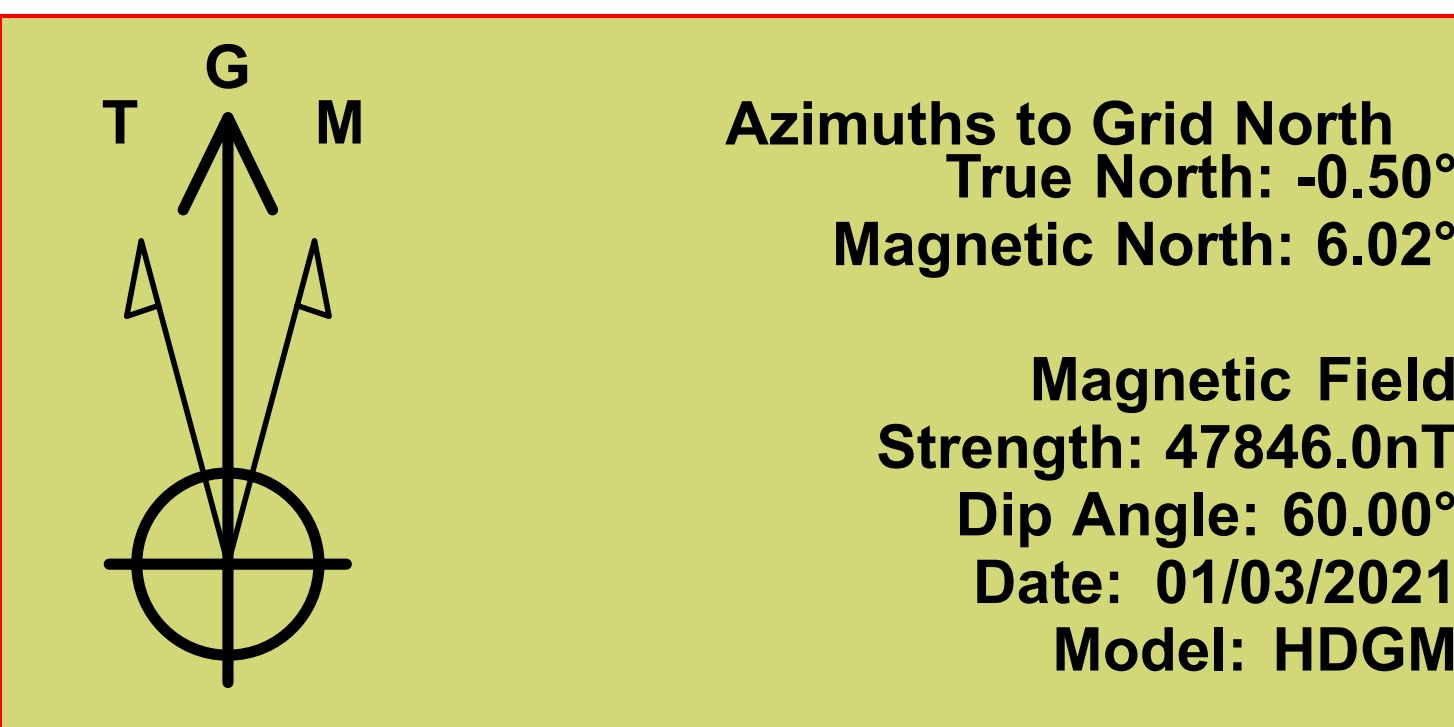 G
T M
Azimuths to Grid North
True North: -0.50°
Magnetic North: 6.02°
Magnetic Field
Strength: 47846.0nT
Dip Angle: 60.00°
Date: 01/03/2021
Model: HDGM